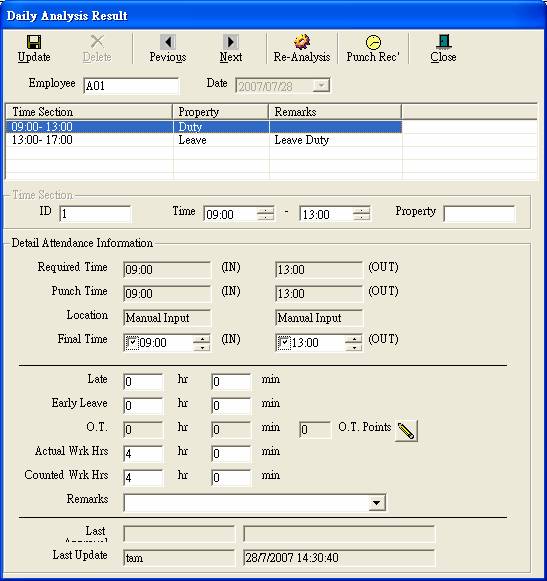 Daily Analysis Result
Update Delete Pevious Next Re-Analysis Punch Rec' Close
Employee A01 Date 2007/07/28
Time Section Property Remarks
09:00- 13:00 Duty
13:00- 17:00 Leave Leave Duty
Time Section
ID 1 Time 09:00 - 13:00 Property
Detail Attendance Information
Required Time 09:00 (IN) 13:00 (OUT)
Punch Time 09:00 (IN) 13:00 (OUT)
Location Manual Input Manual Input
Final Time 09:00 (IN) 13:00 (OUT)
Late 0 hr 0 min
Early Leave 0 hr 0 min
O.T. 0 hr 0 min 0 O.T. Points
Actual Wrk Hrs 4 hr 0 min
Counted Wrk Hrs 4 hr 0 min
Remarks
Last
Last Update tam 28/7/2007 14:30:40